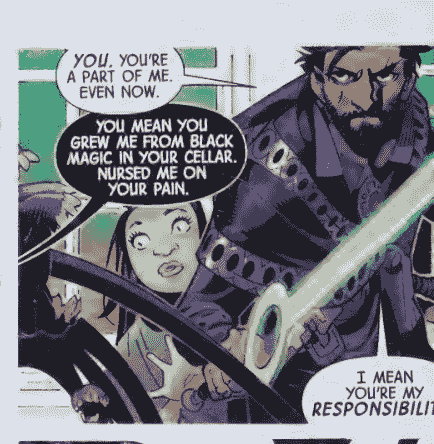 YOU. YOU'RE
A PART OF ME.
EVEN NOW.
YOU MEAN YOU
GREW ME FROM BLACK
MAGIC IN YOUR CELLAR.
NURSED ME ON
YOUR PAIN.
I MEAN
YOU'RE MY
RESPONSIBILIT